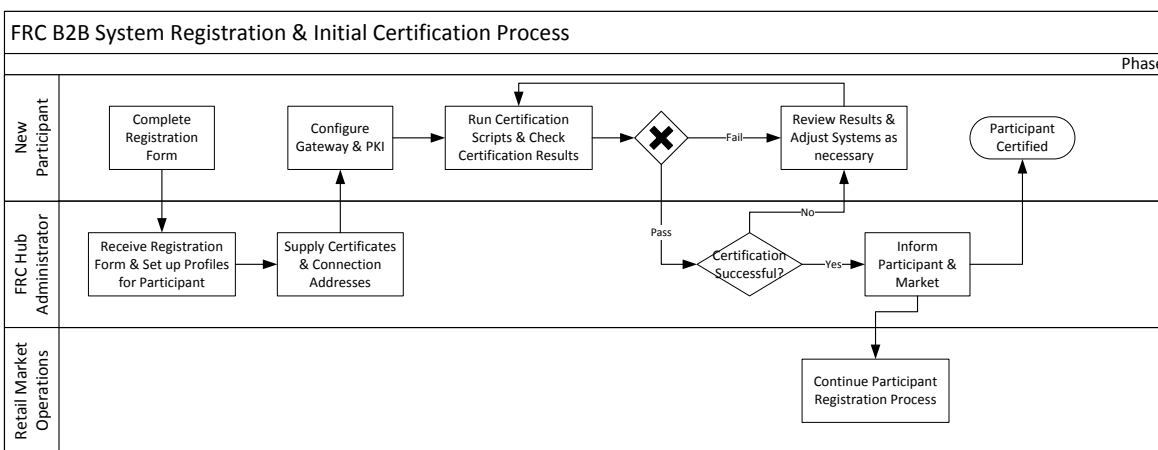 FRC B2B System Registration & Initial Certification Process
Phase
New
Participant
Complete
Registration
Form
Configure
Gateway & PKI
Run Certification
Scripts & Check
Certification Results
Fail
Review Results &
Adjust Systems as
necessary
Participant
Certified
FRC Hub
Administrator
Receive Registration
Form & Set up Profiles
for Participant
Supply Certificates
& Connection
Addresses
Pass
Certification
Successful?
No
Yes
Inform
Participant &
Market
Retail Market
Operations
Continue Participant
Registration Process